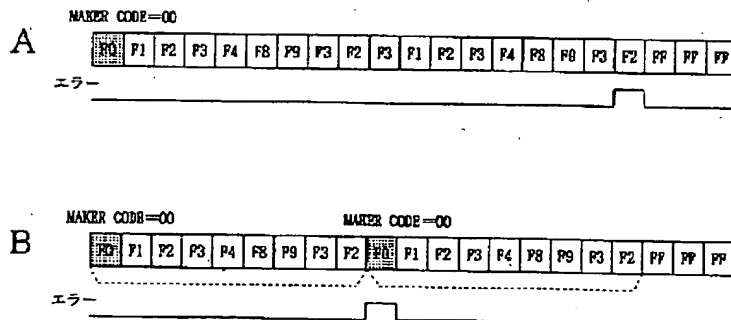 MAKER CODE=00
A
F0 F1 F2 F3 F4 F8 F9 F3 F2 F3 F1 F2 F3 F4 F8 F9 F3 F2 FF FF FF
エラー
MAKER CODE=00 MAKER CODE=00
B
F0 F1 F2 F3 F4 F8 F9 F3 F2 F0 F1 F2 F3 F4 F8 F9 F3 F2 FF FF FF
エラー